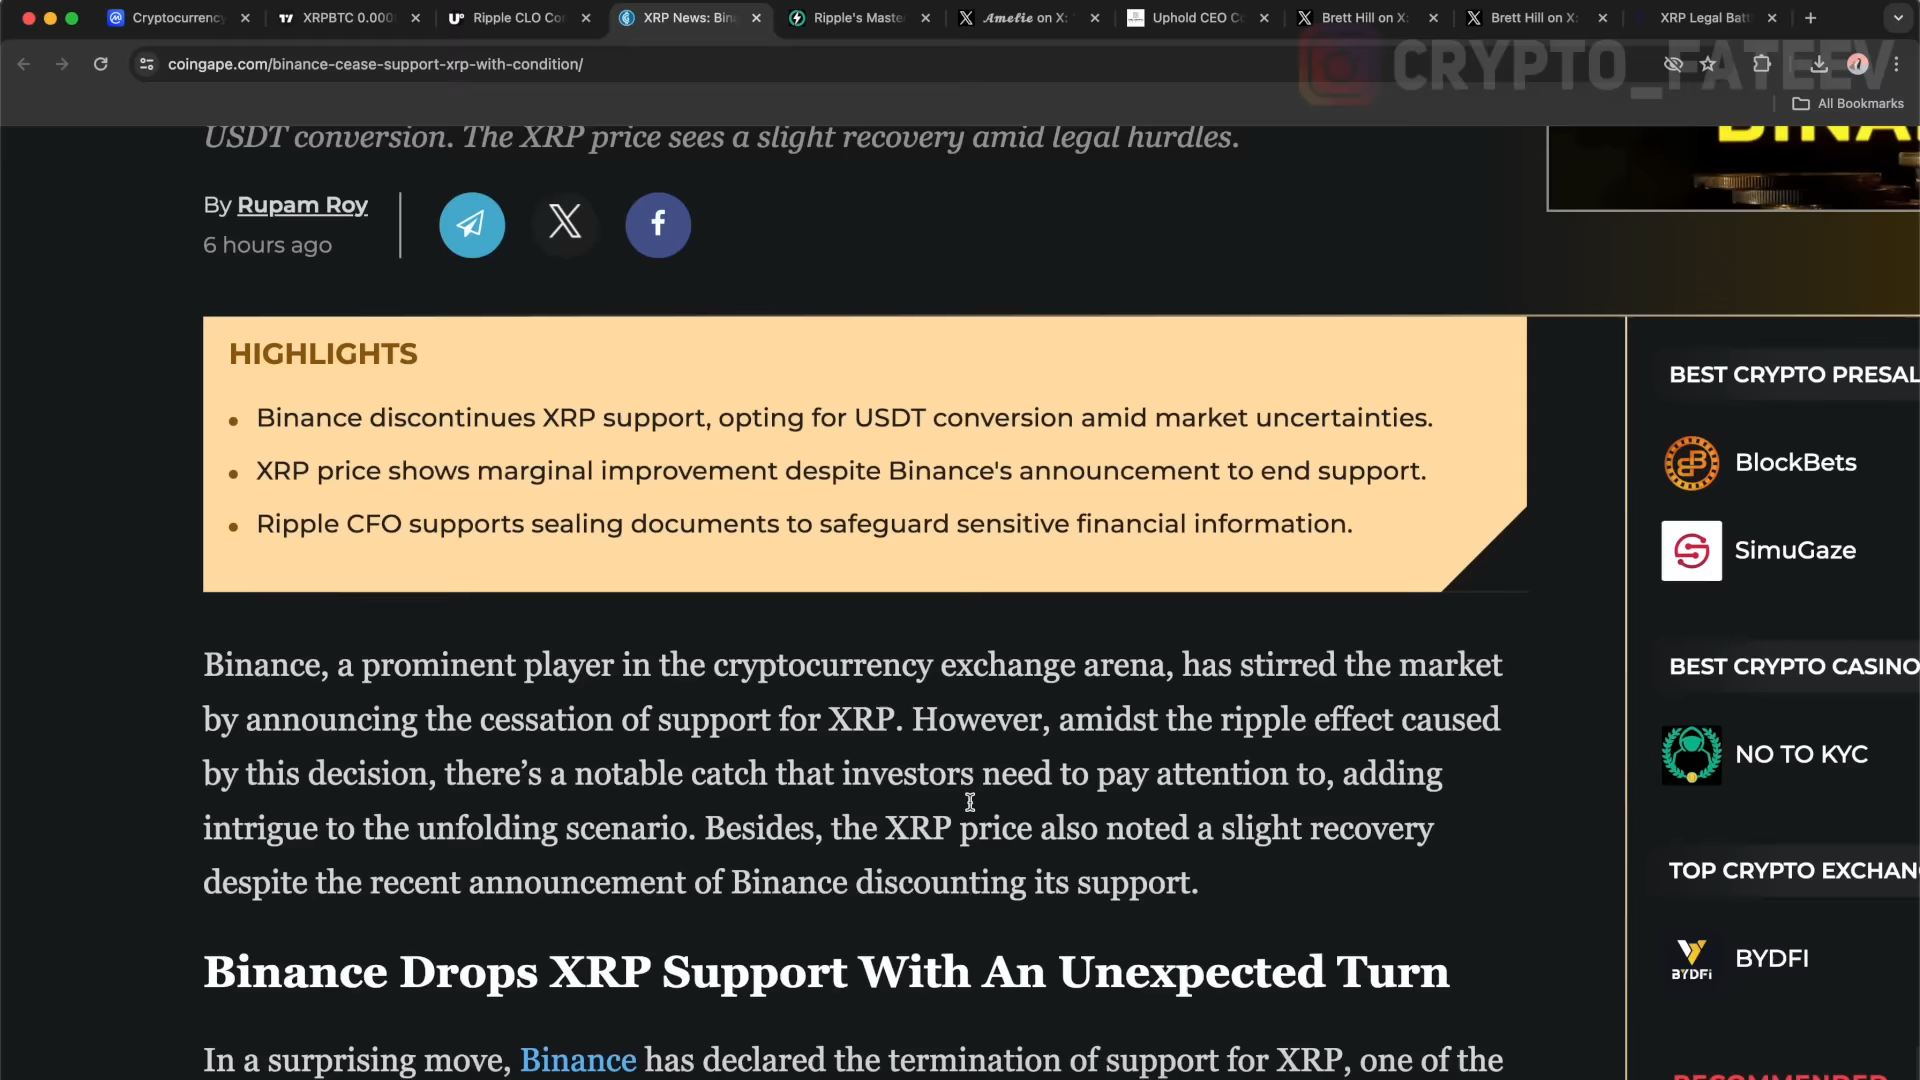 Cryptocurrency
XRPBTC 0.000
Ripple CLO Co
XRP News: Bin
Ripple's Maste
Amelie on X:
Uphold CEO C
Brett Hill on X:
Brett Hill on X:
XRP Legal Batt
coingape.com/binance-cease-support-xrp-with-condition/
CRYPTO_FATEEV
All Bookmarks
USDT conversion. The XRP price sees a slight recovery amid legal hurdles.
By Rupam Roy
6 hours ago
HIGHLIGHTS
• Binance discontinues XRP support, opting for USDT conversion amid market uncertainties.
• XRP price shows marginal improvement despite Binance's announcement to end support.
• Ripple CFO supports sealing documents to safeguard sensitive financial information.
Binance, a prominent player in the cryptocurrency exchange arena, has stirred the market
by announcing the cessation of support for XRP. However, amidst the ripple effect caused
by this decision, there’s a notable catch that investors need to pay attention to, adding
intrigue to the unfolding scenario. Besides, the XRP price also noted a slight recovery
despite the recent announcement of Binance discounting its support.
Binance Drops XRP Support With An Unexpected Turn
In a surprising move, Binance has declared the termination of support for XRP, one of the
BINA
BEST CRYPTO PRESAL
BlockBets
SimuGaze
BEST CRYPTO CASINO
NO TO KYC
TOP CRYPTO EXCHAN
BYDFi
BYDFI
RECOMMENDED